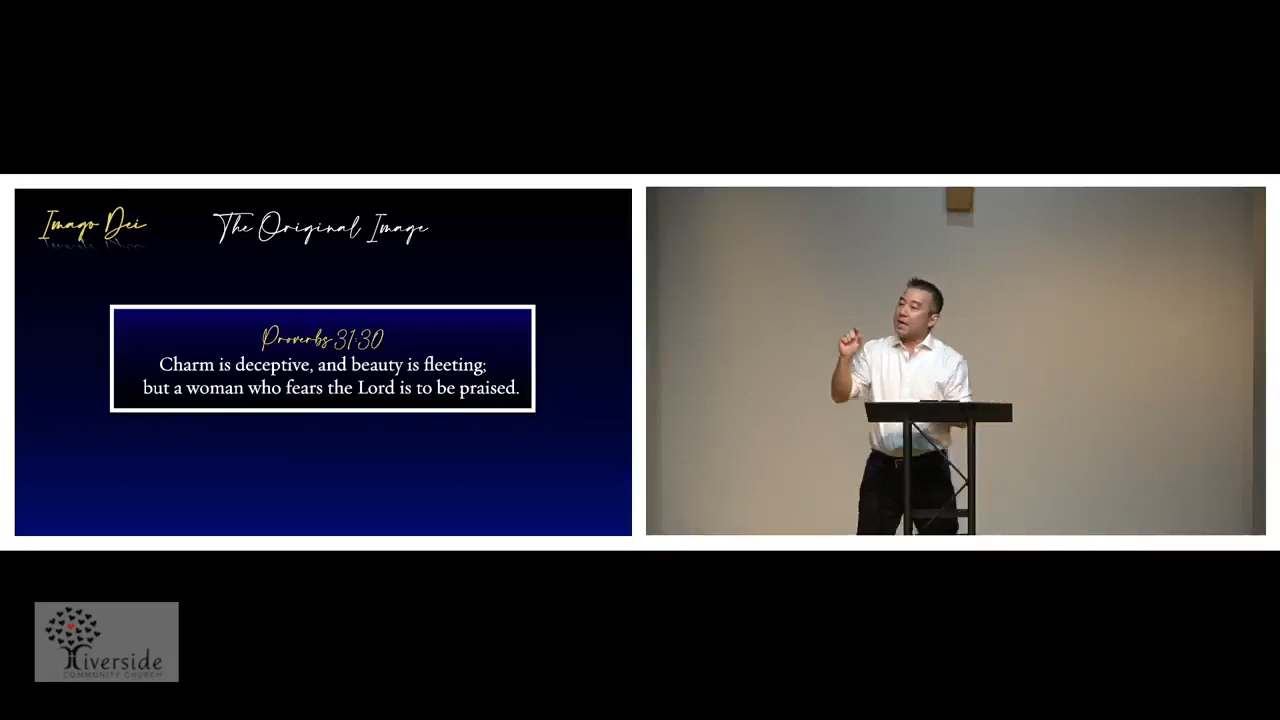 Imago Dei
The Original Image
Proverbs 31:30
Charm is deceptive, and beauty is fleeting;
but a woman who fears the Lord is to be praised.
Riverside
COMMUNITY CHURCH